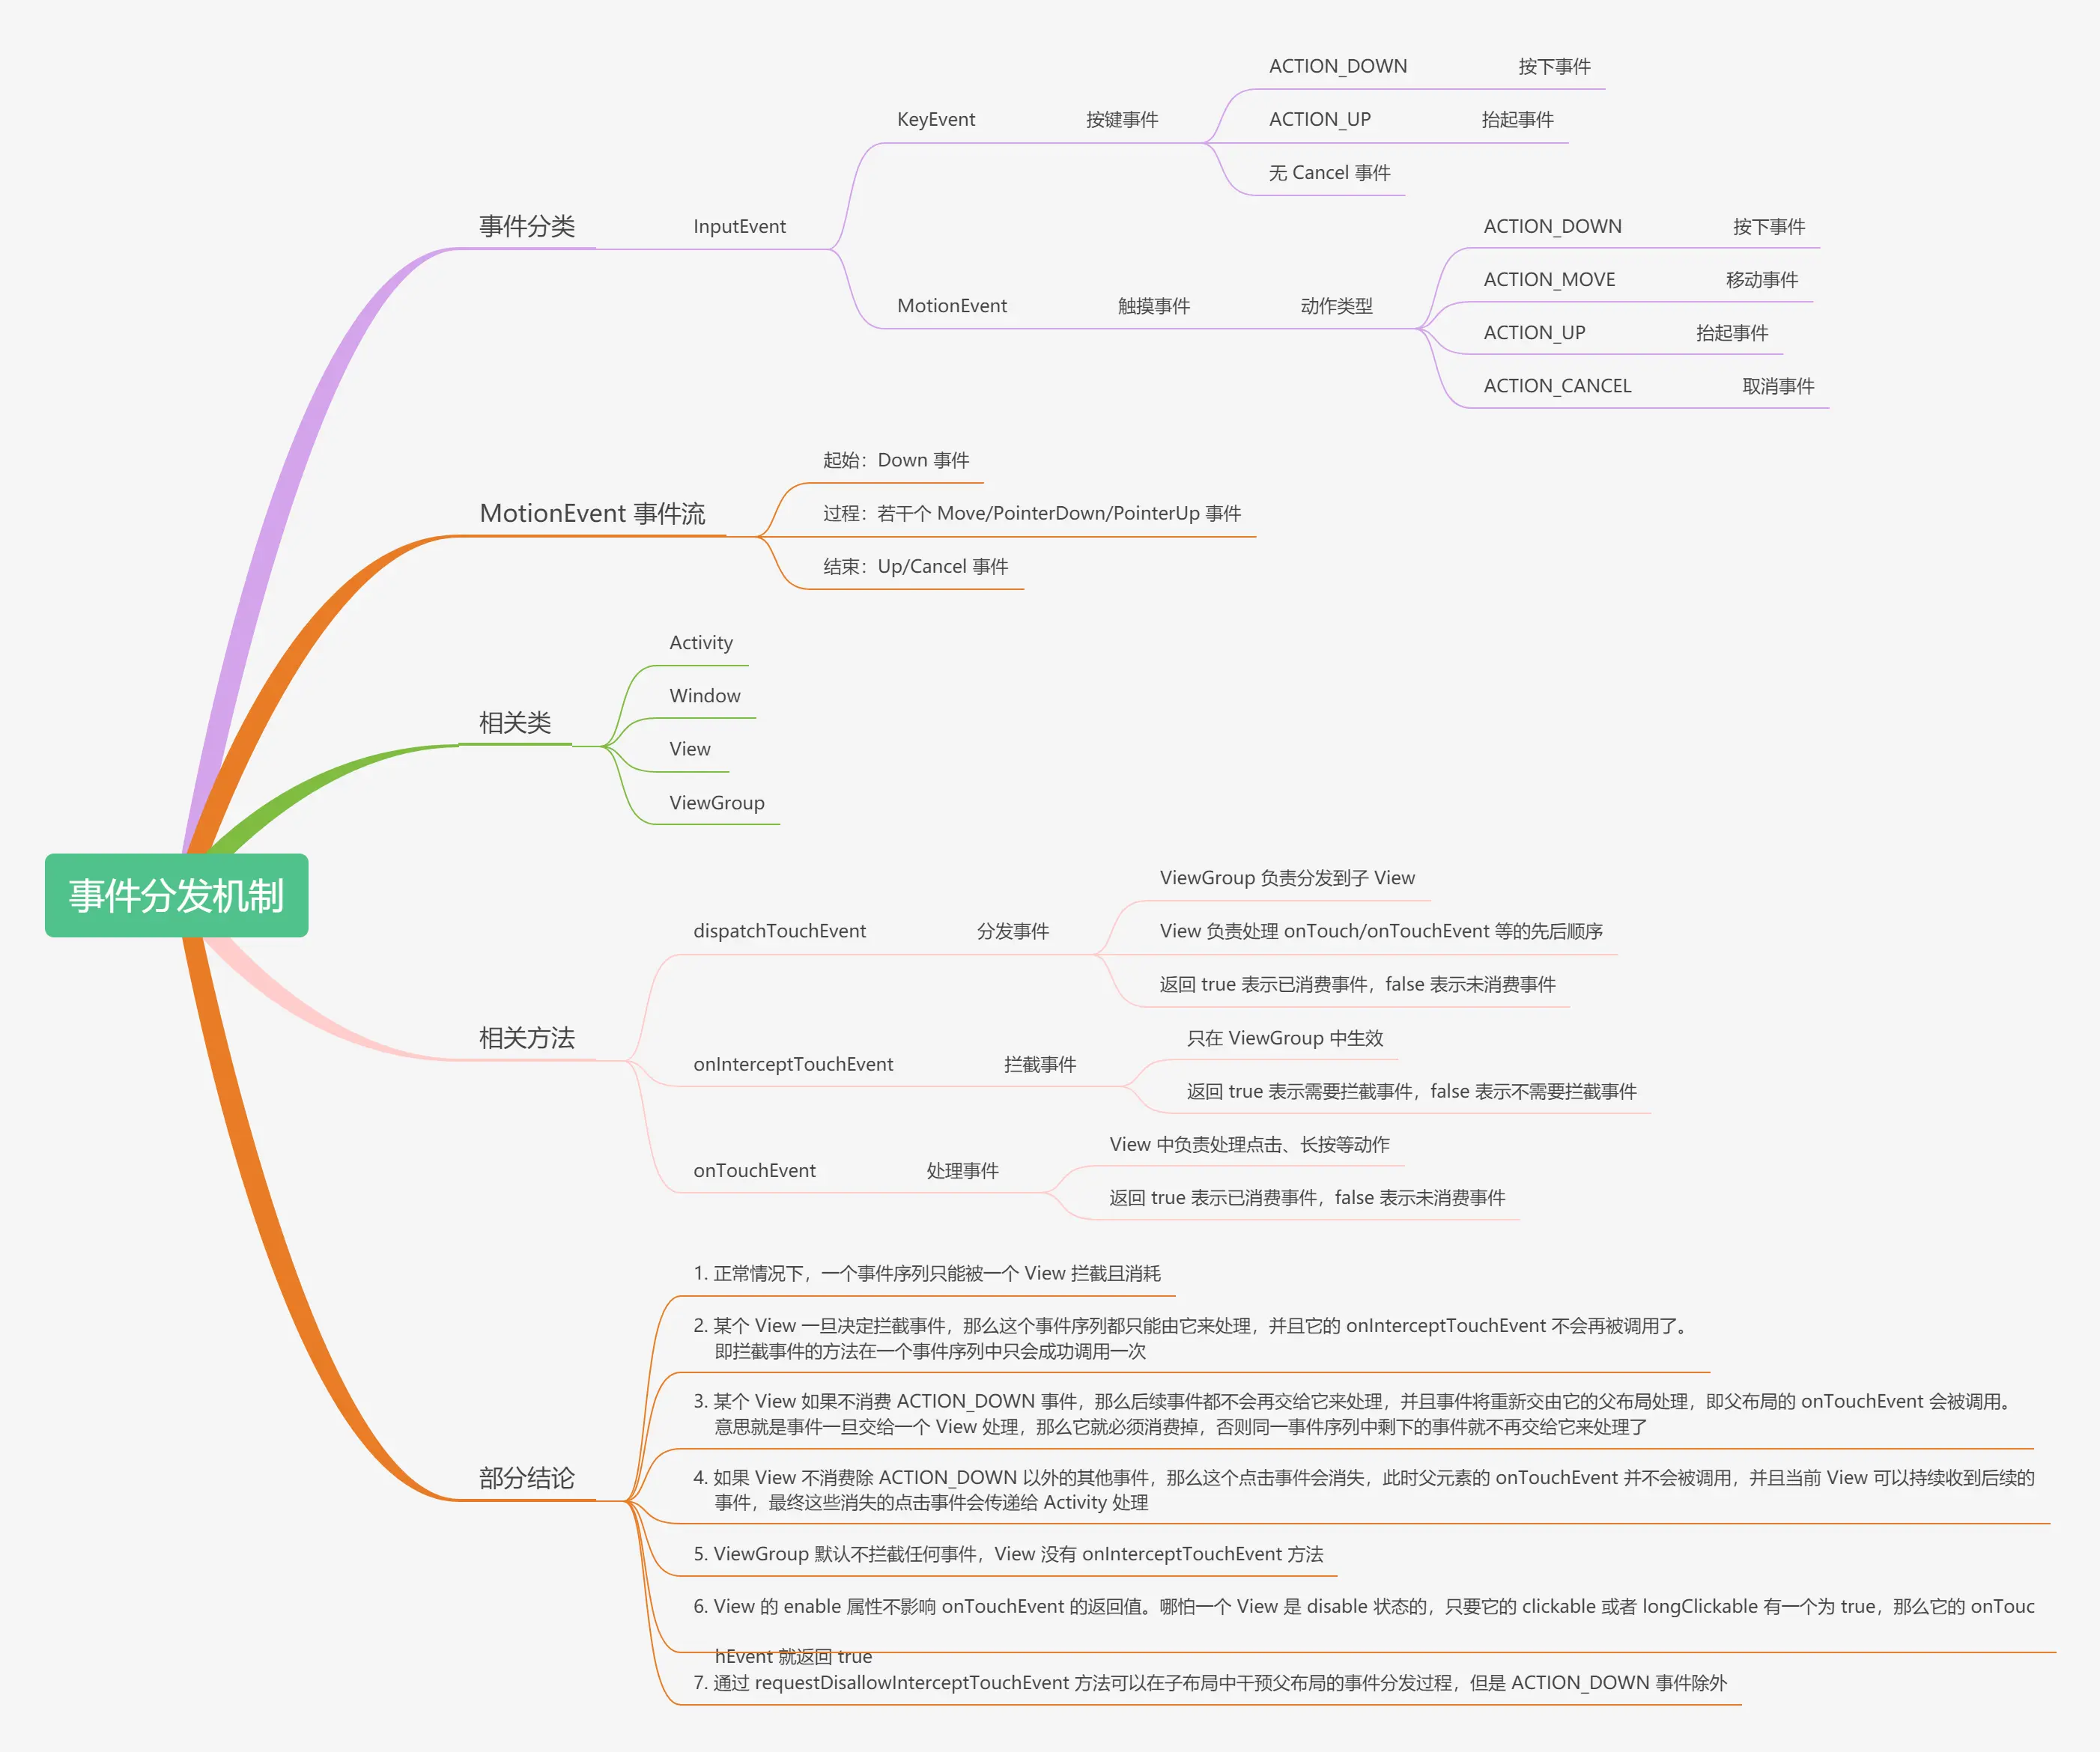 ACTION_DOWN 按下事件
KeyEvent 按键事件 ACTION_UP 抬起事件
无 Cancel 事件
事件分类 InputEvent
ACTION_DOWN 按下事件
ACTION_MOVE 移动事件
MotionEvent 触摸事件 动作类型
ACTION_UP 抬起事件
ACTION_CANCEL 取消事件
起始：Down 事件
MotionEvent 事件流 过程：若干个 Move/PointerDown/PointerUp 事件
结束：Up/Cancel 事件
Activity
Window
相关类
View
ViewGroup
事件分发机制
ViewGroup 负责分发到子 View
dispatchTouchEvent 分发事件 View 负责处理 onTouch/onTouchEvent 等的先后顺序
返回 true 表示已消费事件，false 表示未消费事件
相关方法
只在 ViewGroup 中生效
onInterceptTouchEvent 拦截事件
返回 true 表示需要拦截事件，false 表示不需要拦截事件
View 中负责处理点击、长按等动作
onTouchEvent 处理事件
返回 true 表示已消费事件，false 表示未消费事件
部分结论
1. 正常情况下，一个事件序列只能被一个 View 拦截且消耗
2. 某个 View 一旦决定拦截事件，那么这个事件序列都只能由它来处理，并且它的 onInterceptTouchEvent 不会再被调用了。
即拦截事件的方法在一个事件序列中只会成功调用一次
3. 某个 View 如果不消费 ACTION_DOWN 事件，那么后续事件都不会再交给它来处理，并且事件将重新交由它的父布局处理，即父布局的 onTouchEvent 会被调用。
意思就是事件一旦交给一个 View 处理，那么它就必须消费掉，否则同一事件序列中剩下的事件就不再交给它来处理了
4. 如果 View 不消费除 ACTION_DOWN 以外的其他事件，那么这个点击事件会消失，此时父元素的 onTouchEvent 并不会被调用，并且当前 View 可以持续收到后续的
事件，最终这些消失的点击事件会传递给 Activity 处理
5. ViewGroup 默认不拦截任何事件，View 没有 onInterceptTouchEvent 方法
6. View 的 enable 属性不影响 onTouchEvent 的返回值。哪怕一个 View 是 disable 状态的，只要它的 clickable 或者 longClickable 有一个为 true，那么它的 onTouc
hEvent 就返回 true
7. 通过 requestDisallowInterceptTouchEvent 方法可以在子布局中干预父布局的事件分发过程，但是 ACTION_DOWN 事件除外